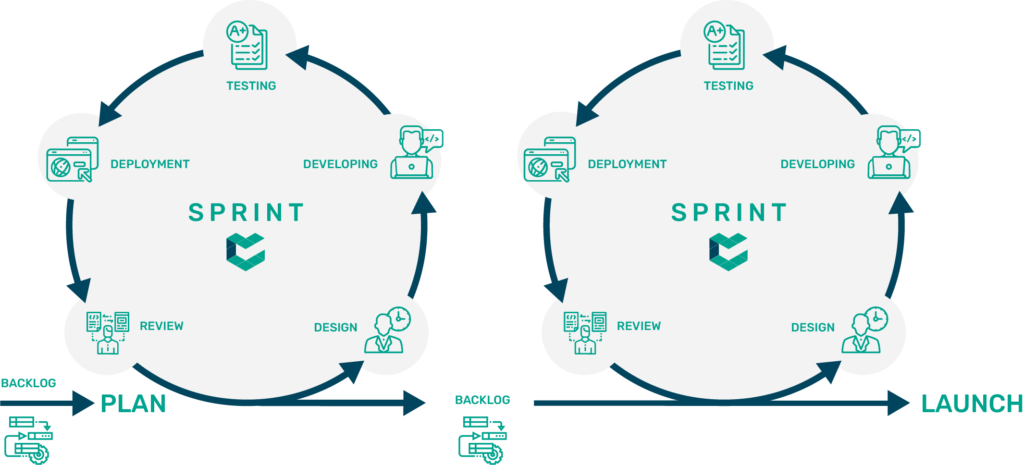 A+
TESTING
A+
TESTING
</>
</>
DEPLOYMENT
DEVELOPING
DEPLOYMENT
DEVELOPING
SPRINT
SPRINT
</>
</>
REVIEW
DESIGN
REVIEW
DESIGN
BACKLOG
PLAN
BACKLOG
LAUNCH